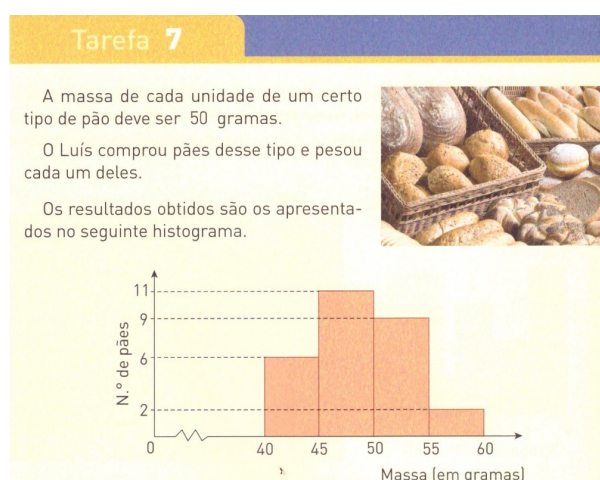 Tarefa 7
A massa de cada unidade de um certo
tipo de pão deve ser 50 gramas.
O Luís comprou pães desse tipo e pesou
cada um deles.
Os resultados obtidos são os apresenta-
dos no seguinte histograma.
N.º de pães
11
9
6
2
0 40 45 50 55 60
Massa (em gramas)